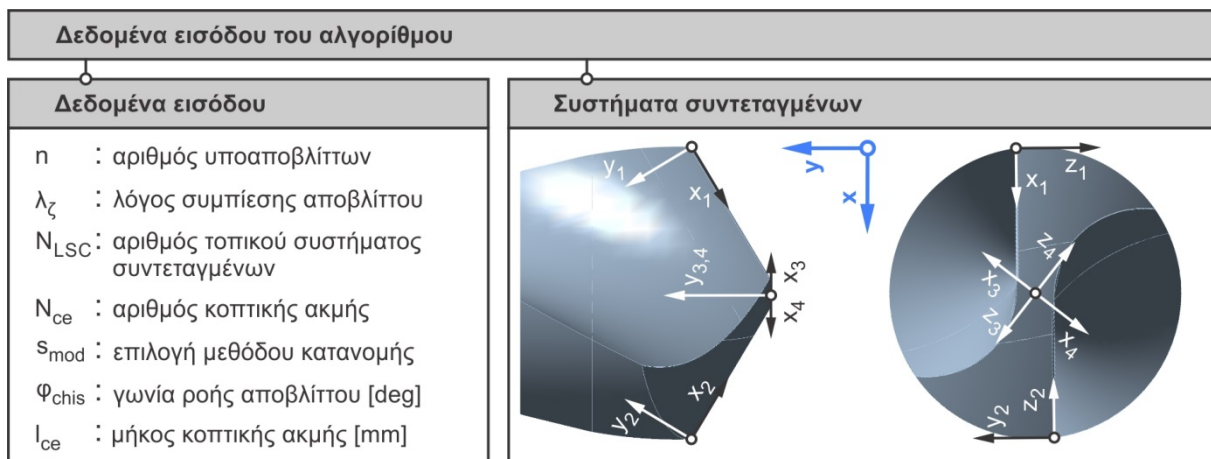 Δεδομένα εισόδου του αλγορίθμου
Δεδομένα εισόδου
n : αριθμός υποαποβλίττων
λζ : λόγος συμπίεσης αποβλίττου
NLSC : αριθμός τοπικού συστήματος
συντεταγμένων
Nce : αριθμός κοπτικής ακμής
smod : επιλογή μεθόδου κατανομής
φchis : γωνία ροής αποβλίττου [deg]
lce : μήκος κοπτικής ακμής [mm]
Συστήματα συντεταγμένων
y1
x1
y3,4
x3
x4
x2
y2
y
x
z1
x1
z4
x3
z3
x4
z2
y2